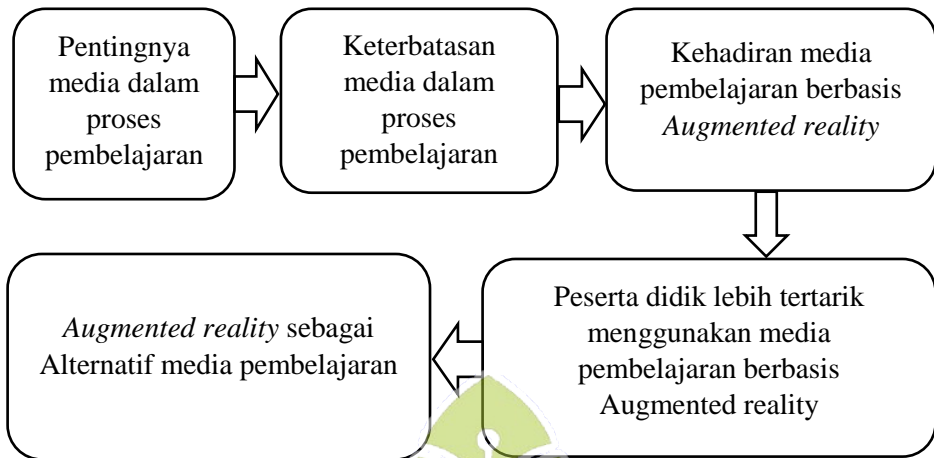 Pentingnya
media dalam
proses
pembelajaran
Keterbatasan
media dalam
proses
pembelajaran
Kehadiran media
pembelajaran berbasis
Augmented reality
Peserta didik lebih tertarik
menggunakan media
pembelajaran berbasis
Augmented reality
Augmented reality sebagai
Alternatif media pembelajaran